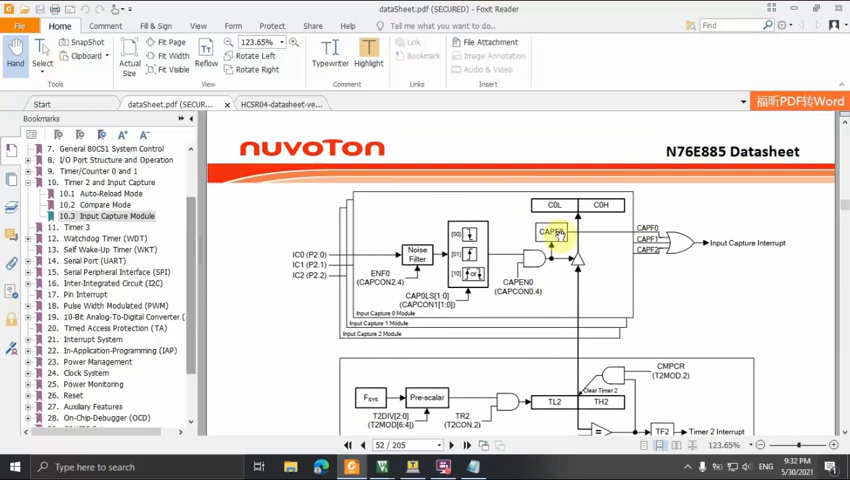 dataSheet.pdf (SECURED) - Foxit Reader
File Home Comment Fill & Sign View Form Protect Share Help Tell me what you want to do... Find
Hand
Select
SnapShot
Clipboard
Tools
Actual Size
Fit Page
Fit Width
Fit Visible
Reflow
123.65%
Rotate Left
Rotate Right
View
Typewriter
Highlight
Comment
Link
Bookmark
Links
File Attachment
Image Annotation
Audio & Video
Insert
Start dataSheet.pdf (SECUR... HCSR04-datasheet-ve... 福昕PDF转Word
Bookmarks
7. General 80C51 System Control
8. I/O Port Structure and Operation
9. Timer/Counter 0 and 1
10. Timer 2 and Input Capture
10.1 Auto-Reload Mode
10.2 Compare Mode
10.3 Input Capture Module
11. Timer 3
12. Watchdog Timer (WDT)
13. Self Wake-Up Timer (WKT)
14. Serial Port (UART)
15. Serial Peripheral Interface (SPI)
16. Inter-Integrated Circuit (I2C)
17. Pin Interrupt
18. Pulse Width Modulated (PWM)
19. 10-Bit Analog-To-Digital Converter (
20. Timed Access Protection (TA)
21. Interrupt System
22. In-Application-Programming (IAP)
23. Power Management
24. Clock System
25. Power Monitoring
26. Reset
27. Auxiliary Features
28. On-Chip-Debugger (OCD)
nuvoTon
N76E885 Datasheet
C0L C0H
CAPF0
CAPF0
CAPF1
CAPF2
Input Capture Interrupt
[00]
[01]
[10] or
Noise Filter
IC0 (P2.0)
IC1 (P2.1)
IC2 (P2.2)
ENF0
(CAPCON2.4)
CAP0LS[1:0]
(CAPCON1[1:0])
CAPEN0
(CAPCON0.4)
Input Capture 0 Module
Input Capture 1 Module
Input Capture 2 Module
CMPCR
(T2MOD.2)
Clear Timer 2
FSYS
Pre-scalar
TL2 TH2
T2DIV[2:0]
(T2MOD[6:4])
TR2
(T2CON.2)
=
TF2
Timer 2 Interrupt
52 / 205
123.65%
Type here to search
ENG
9:32 PM
5/30/2021